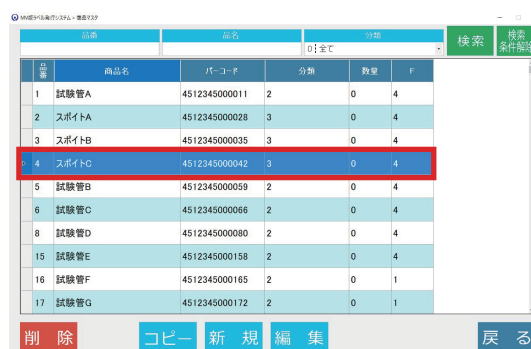 MM印ラベル発行システム - 商品マスタ
品番 品名 分類
0 全て
検索
検索条件解除
品番 商品名 バーコード 分類 数量 F
1 試験管A 4512345000011 2 0 4
2 スポイトA 4512345000028 3 0 4
3 スポイトB 4512345000035 3 0 4
4 スポイトC 4512345000042 3 0 4
5 試験管B 4512345000059 2 0 4
6 試験管C 4512345000066 2 0 4
8 試験管D 4512345000080 2 0 4
15 試験管E 4512345000158 2 0 4
16 試験管F 4512345000165 2 0 1
17 試験管G 4512345000172 2 0 1
削除 コピー 新規 編集 戻る